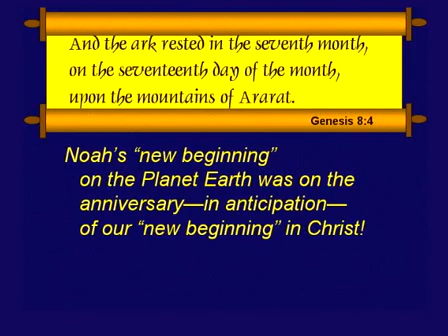 And the ark rested in the seventh month,
on the seventeenth day of the month,
upon the mountains of Ararat.
Genesis 8:4
Noah’s “new beginning”
on the Planet Earth was on the
anniversary—in anticipation—
of our “new beginning” in Christ!